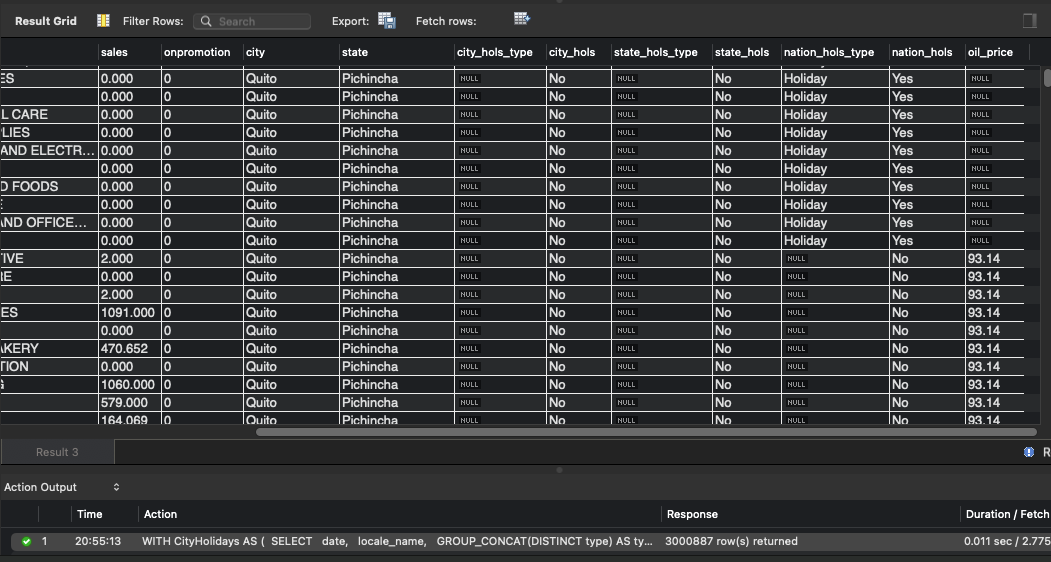 Result Grid Filter Rows: Search Export: Fetch rows:
sales onpromotion city state city_hols_type city_hols state_hols_type state_hols nation_hols_type nation_hols oil_price
ES 0.000 0 Quito Pichincha NULL No NULL No Holiday Yes NULL
0.000 0 Quito Pichincha NULL No NULL No Holiday Yes NULL
L CARE 0.000 0 Quito Pichincha NULL No NULL No Holiday Yes NULL
LIES 0.000 0 Quito Pichincha NULL No NULL No Holiday Yes NULL
AND ELECTR... 0.000 0 Quito Pichincha NULL No NULL No Holiday Yes NULL
0.000 0 Quito Pichincha NULL No NULL No Holiday Yes NULL
D FOODS 0.000 0 Quito Pichincha NULL No NULL No Holiday Yes NULL
E 0.000 0 Quito Pichincha NULL No NULL No Holiday Yes NULL
AND OFFICE... 0.000 0 Quito Pichincha NULL No NULL No Holiday Yes NULL
0.000 0 Quito Pichincha NULL No NULL No Holiday Yes NULL
TIVE 2.000 0 Quito Pichincha NULL No NULL No NULL No 93.14
RE 0.000 0 Quito Pichincha NULL No NULL No NULL No 93.14
2.000 0 Quito Pichincha NULL No NULL No NULL No 93.14
ES 1091.000 0 Quito Pichincha NULL No NULL No NULL No 93.14
0.000 0 Quito Pichincha NULL No NULL No NULL No 93.14
AKERY 470.652 0 Quito Pichincha NULL No NULL No NULL No 93.14
TION 0.000 0 Quito Pichincha NULL No NULL No NULL No 93.14
G 1060.000 0 Quito Pichincha NULL No NULL No NULL No 93.14
579.000 0 Quito Pichincha NULL No NULL No NULL No 93.14
164.069 0 Quito Pichincha NULL No NULL No NULL No 93.14
Result 3 R
Action Output
Time Action Response Duration / Fetch
1 20:55:13 WITH CityHolidays AS ( SELECT date, locale_name, GROUP_CONCAT(DISTINCT type) AS ty... 3000887 row(s) returned 0.011 sec / 2.775